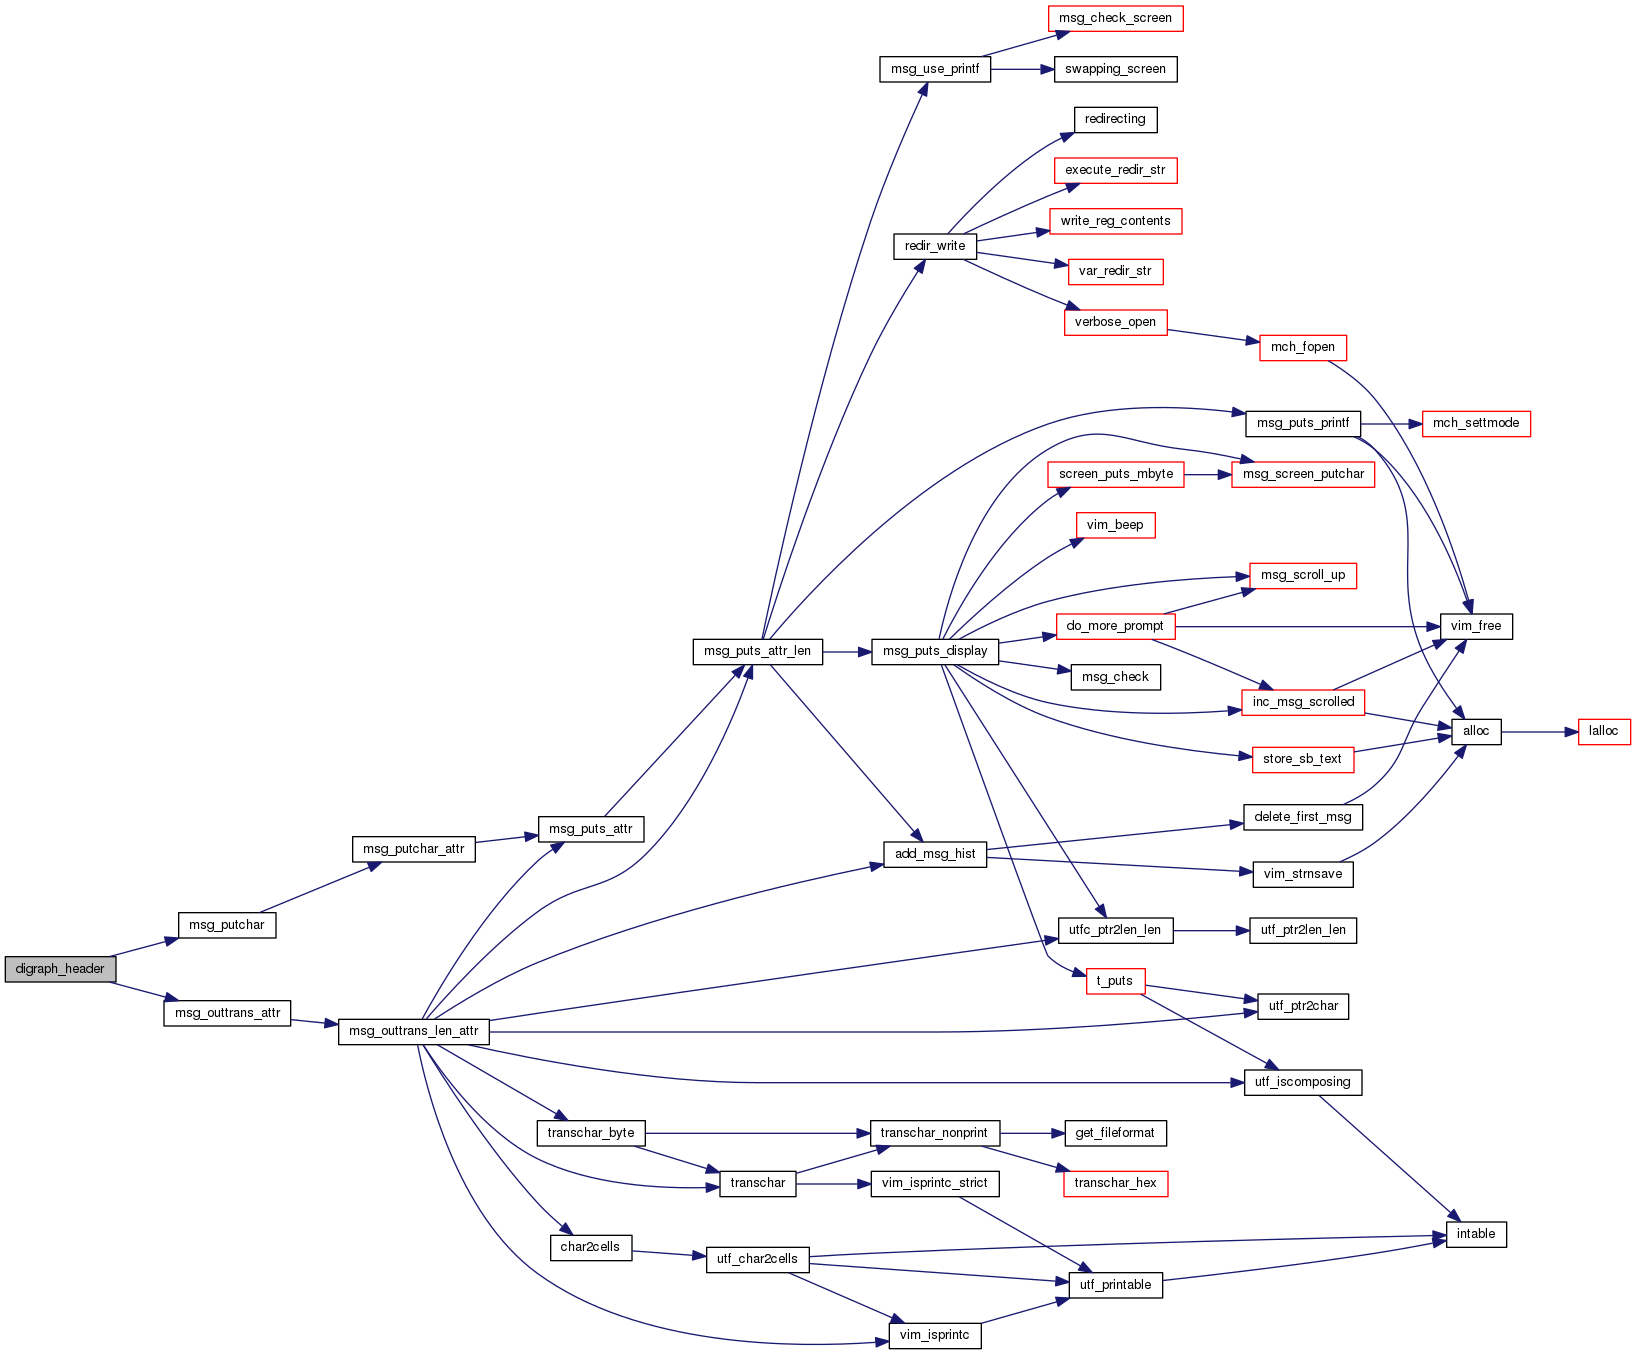 msg_check_screen
msg_use_printf
swapping_screen
redirecting
execute_redir_str
write_reg_contents
redir_write
var_redir_str
verbose_open
mch_fopen
msg_puts_printf
mch_settmode
screen_puts_mbyte
msg_screen_putchar
vim_beep
msg_scroll_up
do_more_prompt
vim_free
msg_puts_attr_len
msg_puts_display
msg_check
inc_msg_scrolled
alloc
lalloc
store_sb_text
delete_first_msg
msg_puts_attr
msg_putchar_attr
add_msg_hist
vim_strnsave
msg_putchar
utfc_ptr2len_len
utf_ptr2len_len
digraph_header
t_puts
msg_outtrans_attr
utf_ptr2char
msg_outtrans_len_attr
utf_iscomposing
transchar_byte
transchar_nonprint
get_fileformat
transchar
vim_isprintc_strict
transchar_hex
intable
char2cells
utf_char2cells
utf_printable
vim_isprintc